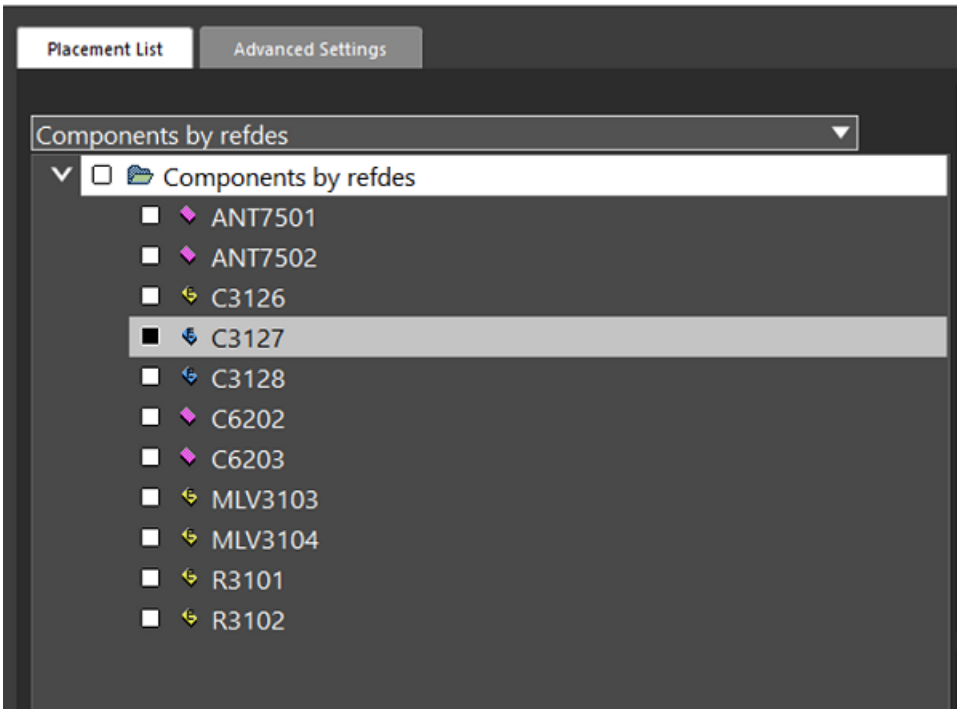 Placement List
Advanced Settings
Components by refdes
Components by refdes
ANT7501
ANT7502
C3126
C3127
C3128
C6202
C6203
MLV3103
MLV3104
R3101
R3102